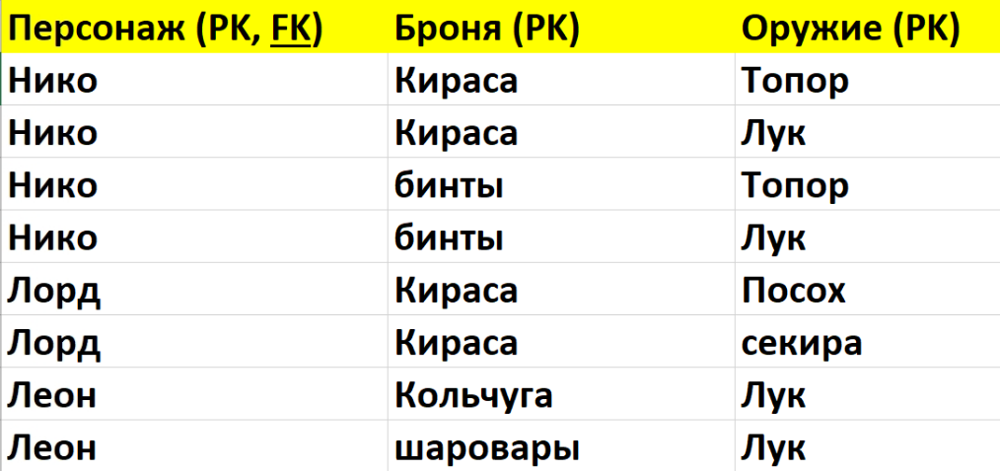 Персонаж (PK, FK) Броня (PK) Оружие (PK)
Нико Кираса Топор
Нико Кираса Лук
Нико бинты Топор
Нико бинты Лук
Лорд Кираса Посох
Лорд Кираса секира
Леон Кольчуга Лук
Леон шаровары Лук